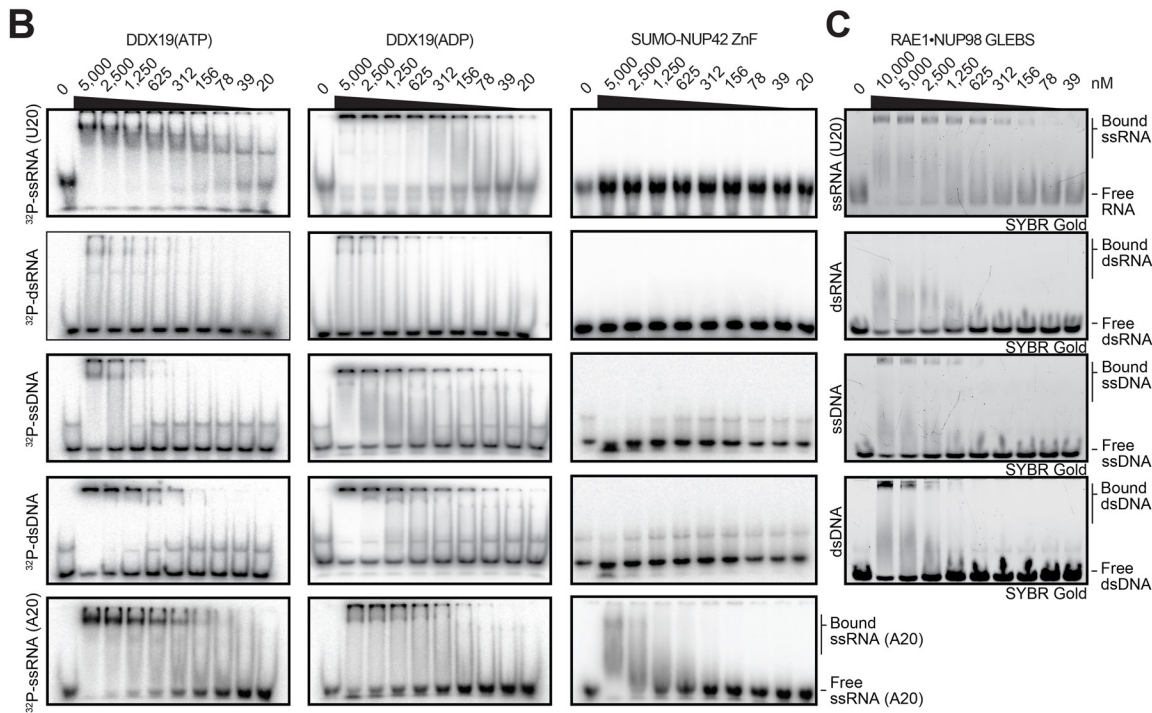 B
DDX19(ATP)
0 5,000 2,500 1,250 625 312 156 78 39 20
DDX19(ADP)
0 5,000 2,500 1,250 625 312 156 78 39 20
SUMO-NUP42 ZnF
0 5,000 2,500 1,250 625 312 156 78 39 20
³²P-ssRNA (U20)
³²P-dsRNA
³²P-ssDNA
³²P-dsDNA
³²P-ssRNA (A20)
Bound
ssRNA (A20)
Free
ssRNA (A20)
C
RAE1•NUP98 GLEBS
0 10,000 5,000 2,500 1,250 625 312 156 78 39 nM
ssRNA (U20)
Bound
ssRNA
Free
RNA
SYBR Gold
dsRNA
Bound
dsRNA
Free
dsRNA
SYBR Gold
ssDNA
Bound
ssDNA
Free
ssDNA
SYBR Gold
dsDNA
Bound
dsDNA
Free
dsDNA
SYBR Gold